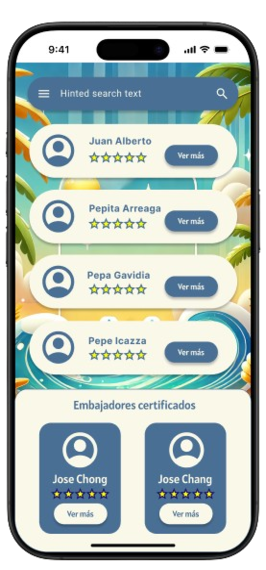 9:41
Hinted search text
Juan Alberto
Ver más
Pepita Arreaga
Ver más
Pepa Gavidia
Ver más
Pepe Icazza
Ver más
Embajadores certificados
Jose Chong
Jose Chang
Ver más
Ver más